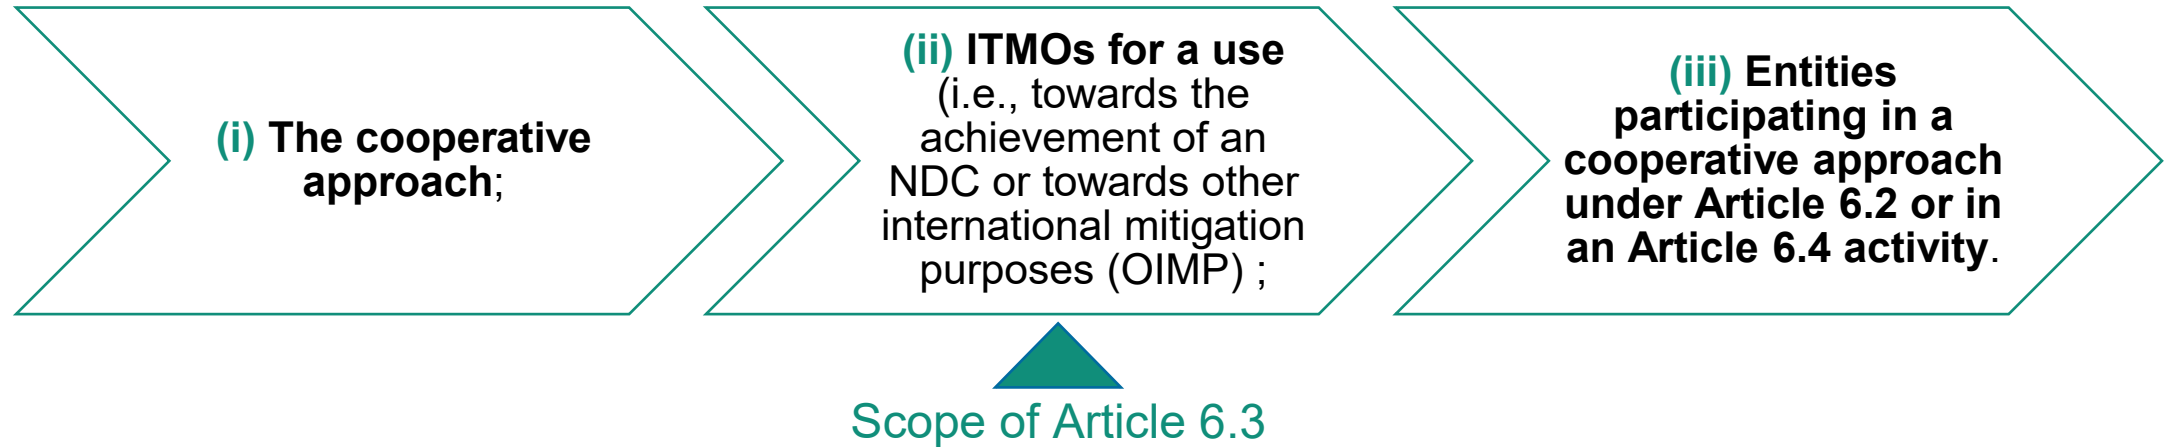 (i) The cooperative
approach;
(ii) ITMOs for a use
(i.e., towards the
achievement of an
NDC or towards other
international mitigation
purposes (OIMP) ;
(iii) Entities
participating in a
cooperative approach
under Article 6.2 or in
an Article 6.4 activity.
Scope of Article 6.3